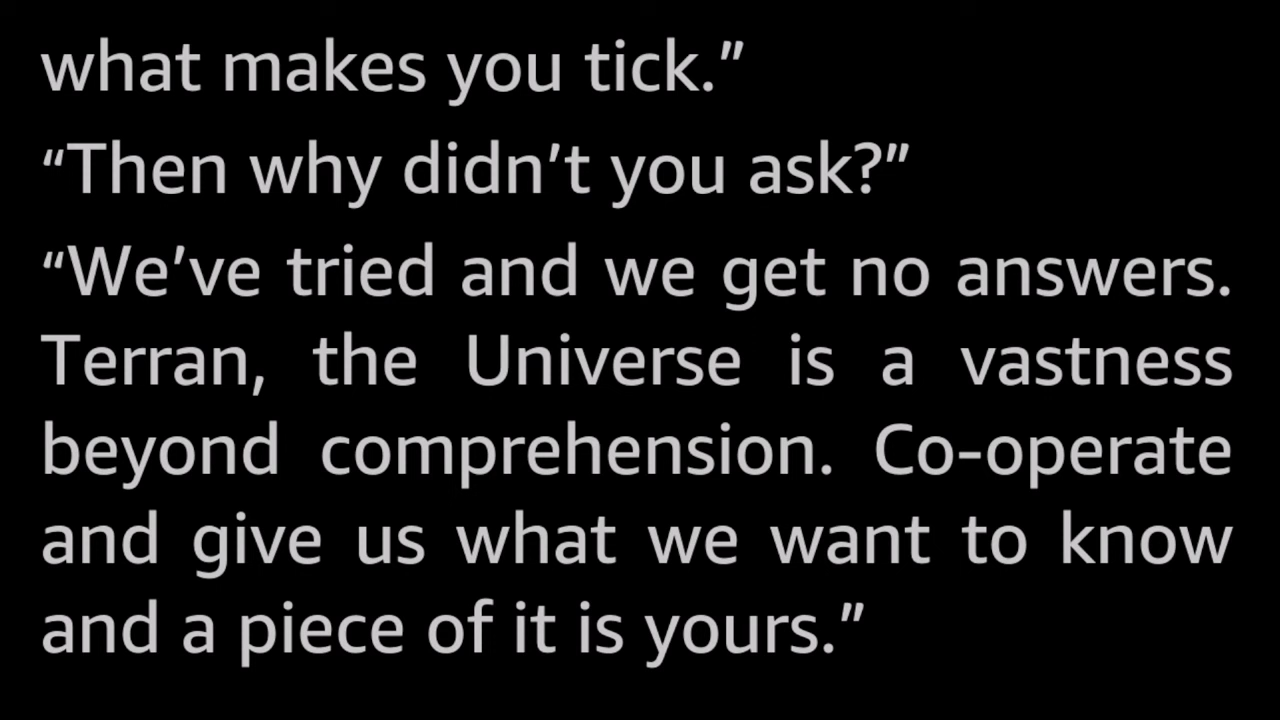 what makes you tick.”
“Then why didn’t you ask?”
“We’ve tried and we get no answers.
Terran, the Universe is a vastness
beyond comprehension. Co-operate
and give us what we want to know
and a piece of it is yours.”